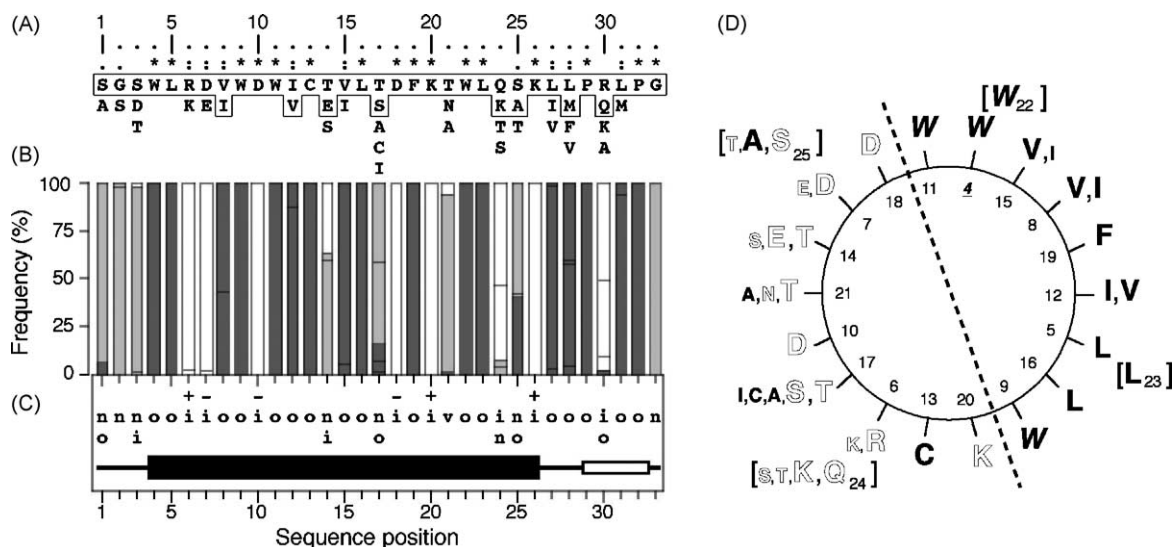 (A)
1 5 10 15 20 25 30
S G S W L R D V W D W I C T V L T D F K T W L Q S K L L P R L P G
A S D K E I V E I S N K A I M Q M
T S A A T T V F K
C S V A
I
(B)
Frequency (%)
100
75
50
25
0
(C)
+ − − − + +
n n n o o i i o o i o o o n o o n i o i v o o i n i o o o i o o n
o i i o n o o
1 5 10 15 20 25 30
Sequence position
(D)
[W22]
W W
[T,A,S25]
D
V,I
E,D
V,I
S,E,T
F
A,N,T
I,V
D
L
[L23]
I,C,A,S,T
L
K,R
C
K
W
[S,T,K,Q24]
18 11 4 15
7 8
14 19
21 12
10 5
17 16
6 13 20 9